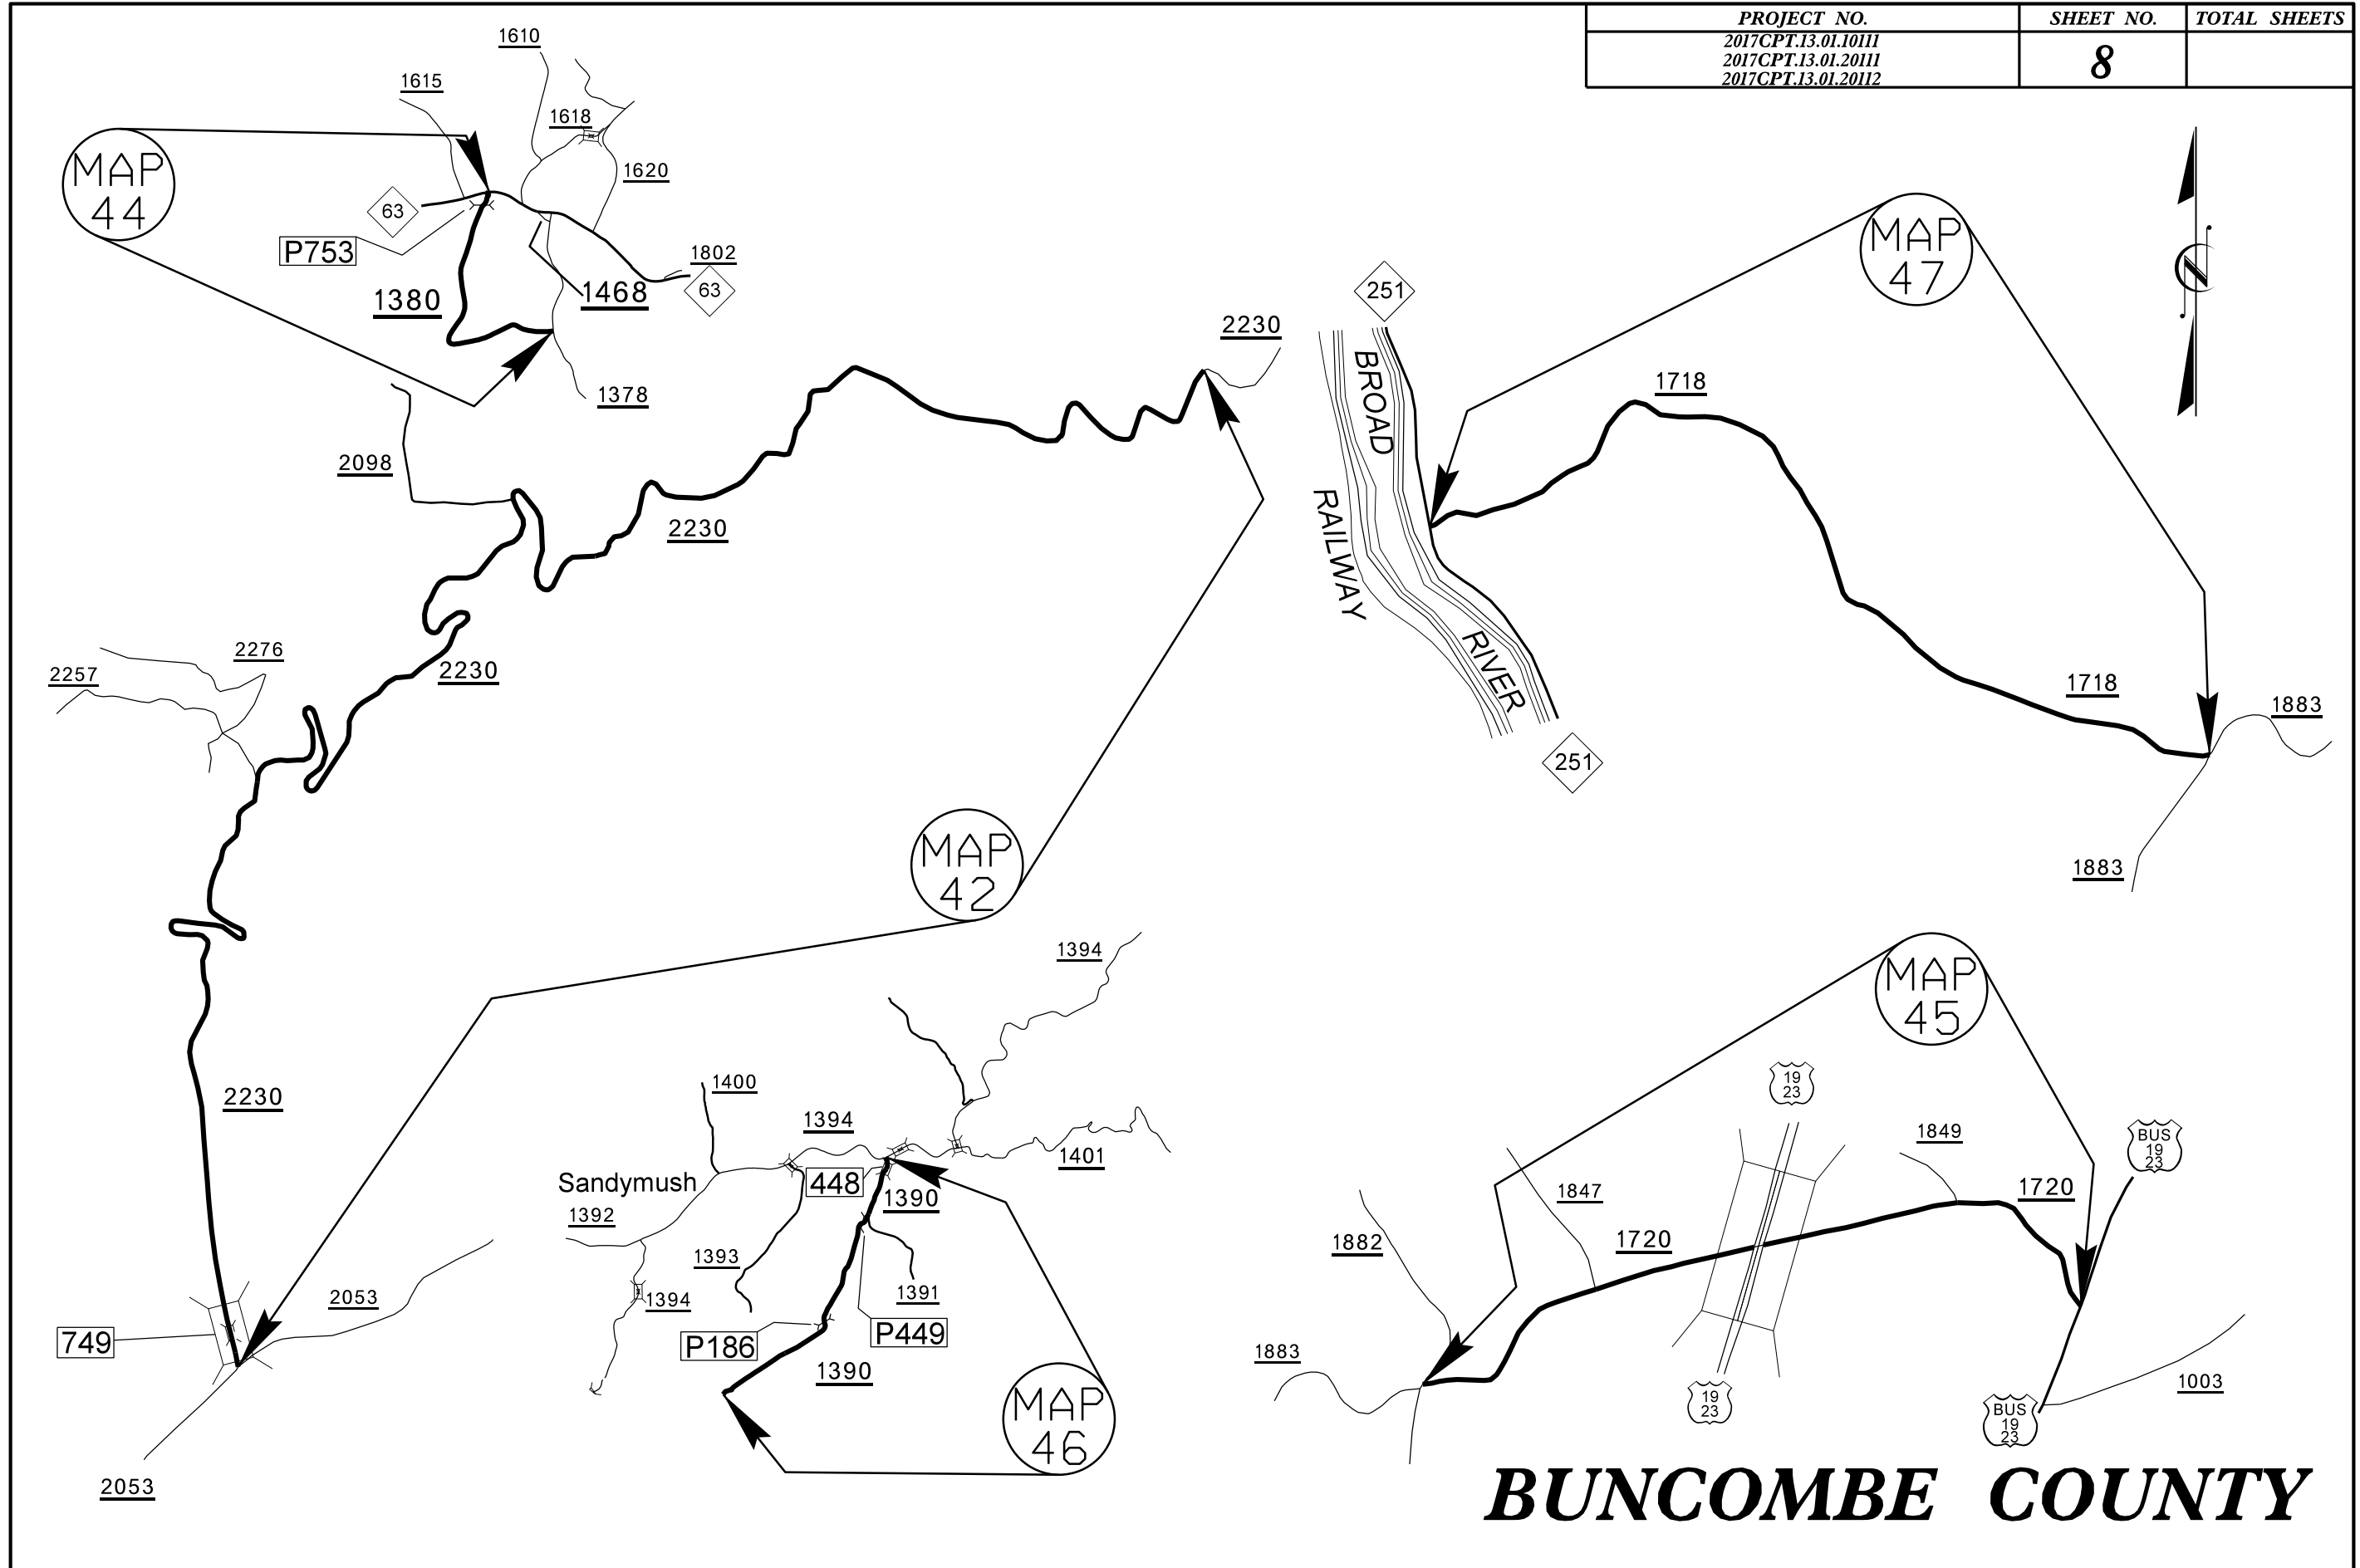 PROJECT NO.
SHEET NO.
TOTAL SHEETS
2017CPT.13.01.10111
2017CPT.13.01.20111
2017CPT.13.01.20112
8
1610
1615
1618
1620
MAP
44
63
P753
1802
63
1380
1468
1378
2230
2098
2230
2276
2257
2230
MAP
42
2230
749
2053
2053
MAP
47
251
BROAD
RIVER
RAILWAY
1718
1718
251
1883
1883
1394
1400
1394
1401
Sandymush
448
1390
1392
1393
1391
1394
P186
P449
1390
MAP
46
MAP
45
19
23
1849
BUS
19
23
1847
1720
1720
1882
1883
19
23
1003
BUS
19
23
BUNCOMBE COUNTY